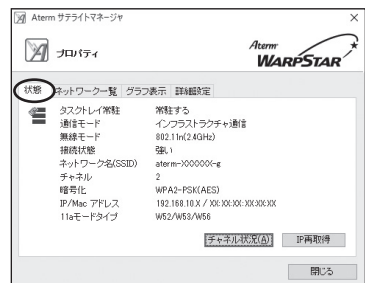 Aterm サテライトマネージャ
プロパティ
Aterm
WARPSTAR
状態 ネットワーク一覧 グラフ表示 詳細設定
タスクトレイ常駐 常駐する
通信モード インフラストラクチャ通信
無線モード 802.11n(2.4GHz)
接続状態 強い
ネットワーク名(SSID) aterm-XXXXXX-g
チャネル 2
暗号化 WPA2-PSK(AES)
IP/Mac アドレス 192.168.10.X / XX:XX:XX:XX:XX:XX
11aモードタイプ W52/W53/W56
チャネル状況(A) IP再取得
閉じる